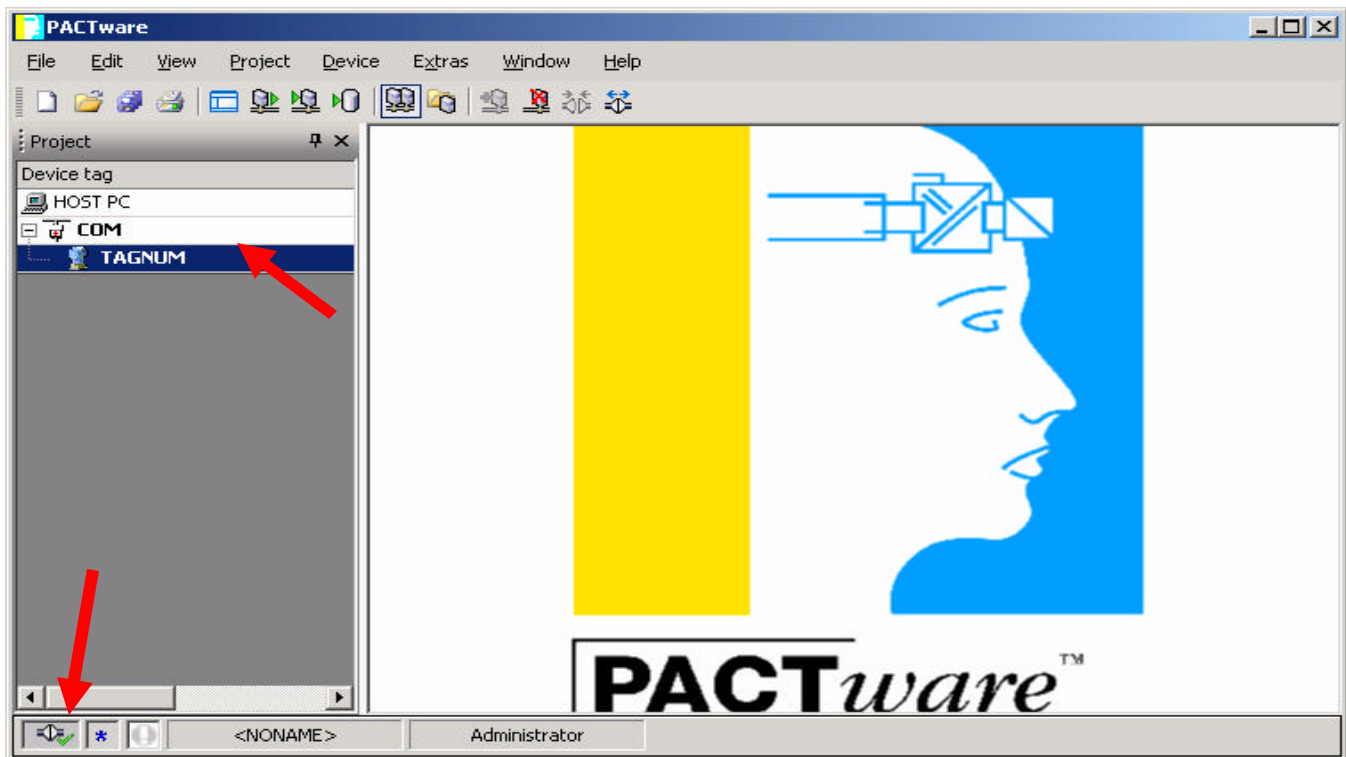 PACTware
File Edit View Project Device Extras Window Help
Project
Device tag
HOST PC
COM
TAGNUM
PACTware™
<NONAME> Administrator